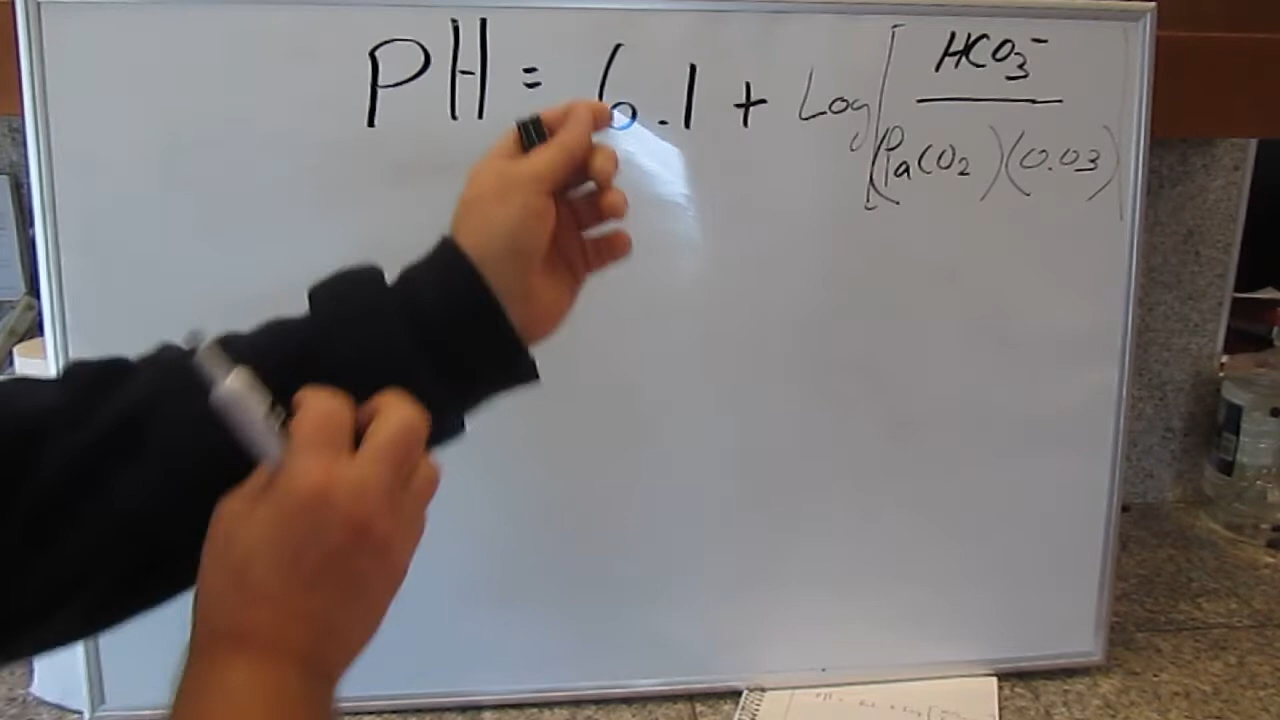 PH = 6.1 + Log [ HCO₃⁻
(PaCO₂)(0.03) ]